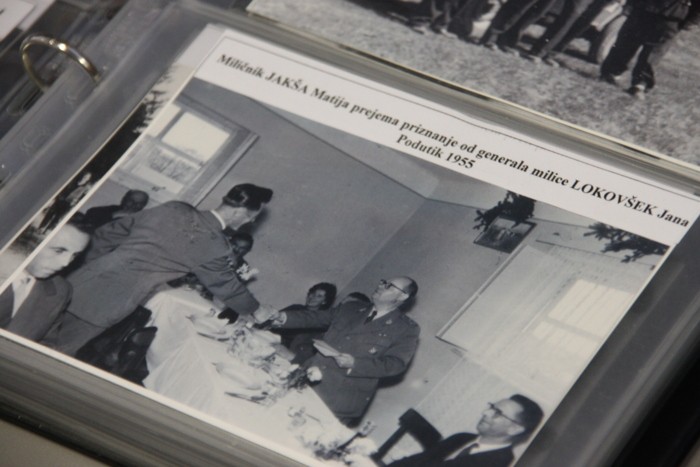 Miličnik JAKŠA Matija prejema priznanje od generala milice LOKOVŠEK Jana
Podutik 1955